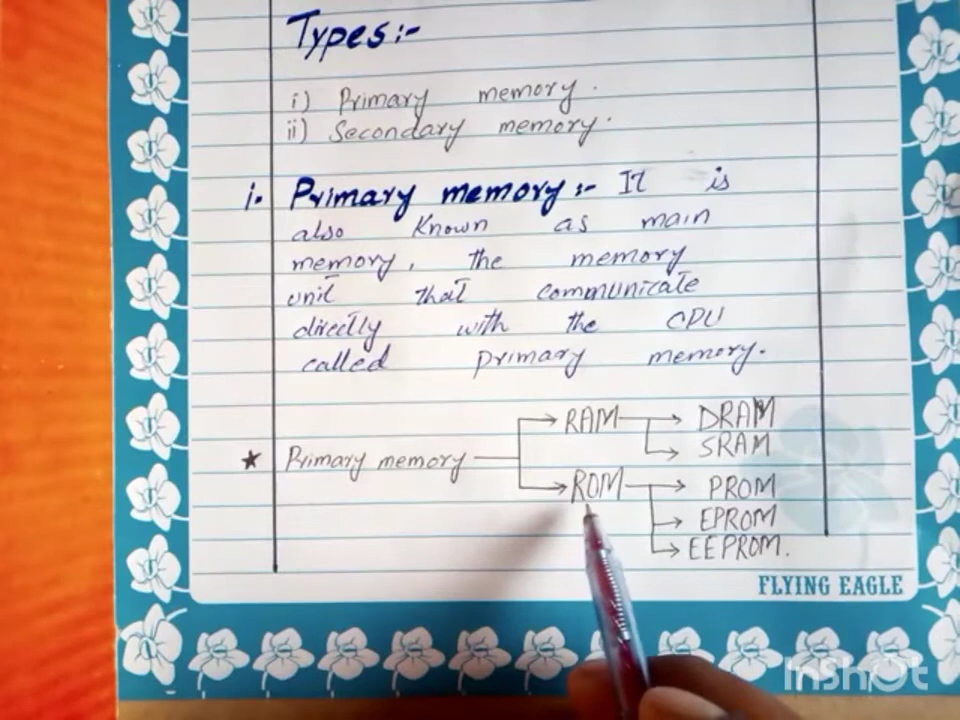 Types:-
i) Primary memory.
ii) Secondary memory.
i. Primary memory:- It is
also known as main
memory, the memory
unit that communicate
directly with the CPU
called primary memory.
★ Primary memory → RAM → DRAM
→ SRAM
→ ROM → PROM
→ EPROM
→ EEPROM.
FLYING EAGLE
InShot